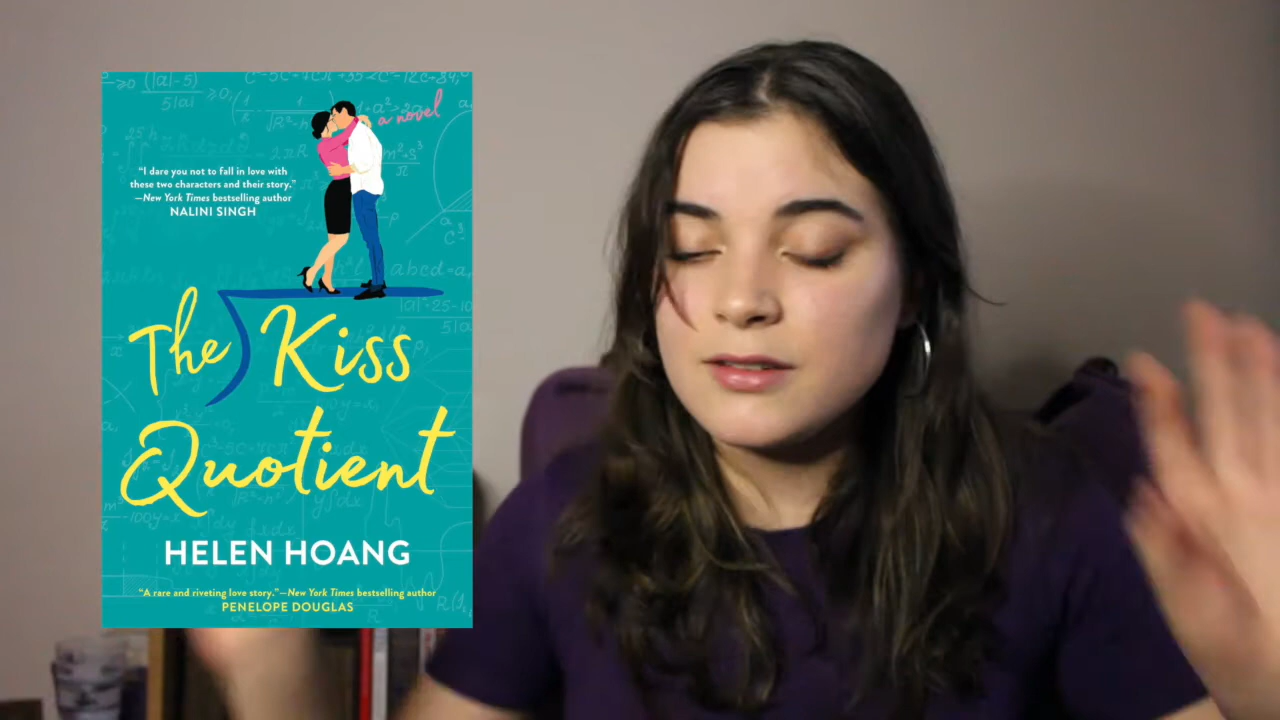 a novel
"I dare you not to fall in love with
these two characters and their story."
—New York Times bestselling author
NALINI SINGH
The Kiss
Quotient
HELEN HOANG
"A rare and riveting love story."—New York Times bestselling author
PENELOPE DOUGLAS